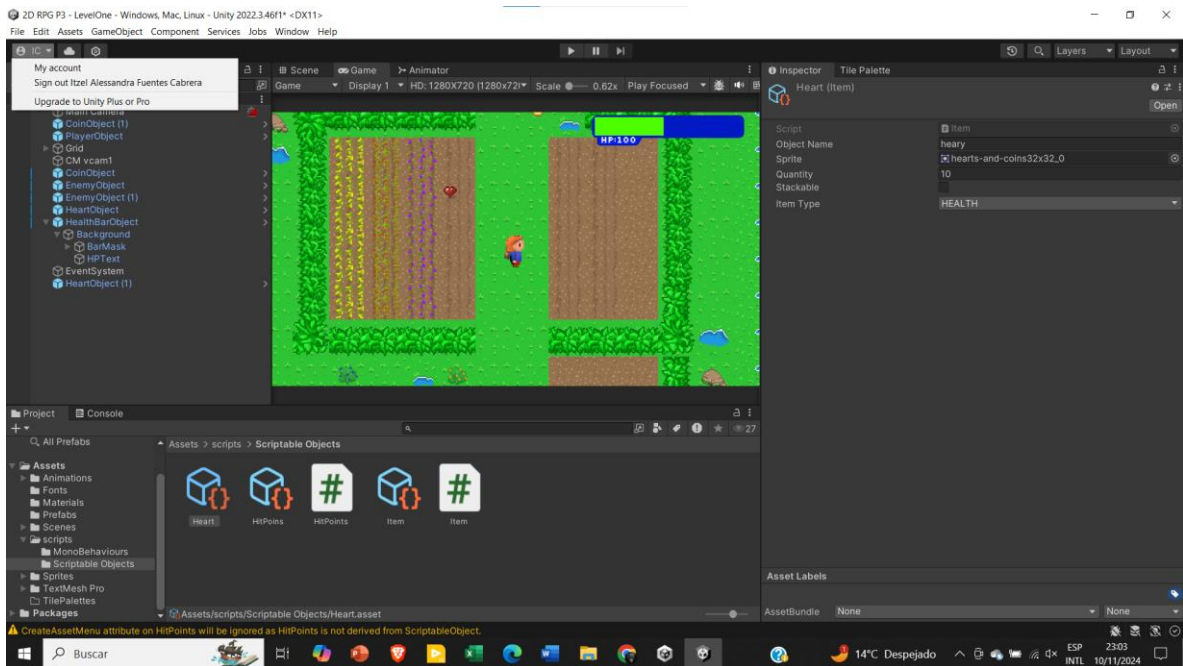 2D RPG P3 - LevelOne - Windows, Mac, Linux - Unity 2022.3.46f1* <DX11>
File Edit Assets GameObject Component Services Jobs Window Help
IC Layers Layout
My account
Sign out Itzel Alessandra Fuentes Cabrera
Upgrade to Unity Plus or Pro
Main Camera
CoinObject (1)
PlayerObject
Grid
CM vcam1
CoinObject
EnemyObject
EnemyObject (1)
HeartObject
HealthBarObject
Background
BarMask
HPText
EventSystem
HeartObject (1)
Scene Game Animator
Game Display 1 HD: 1280X720 (1280x72 Scale 0.62x Play Focused
HP:100
Inspector Tile Palette
Heart (Item)
Open
Script Item
Object Name heary
Sprite hearts-and-coins32x32_0
Quantity 10
Stackable
Item Type HEALTH
Project Console
27
All Prefabs
Assets > scripts > Scriptable Objects
Assets
Animations
Fonts
Materials
Prefabs
Scenes
scripts
MonoBehaviours
Scriptable Objects
Sprites
TextMesh Pro
TilePalettes
Packages
Heart HitPoins HitPoints Item Item
Assets/scripts/Scriptable Objects/Heart.asset
Asset Labels
AssetBundle None None
CreateAssetMenu attribute on HitPoints will be ignored as HitPoints is not derived from ScriptableObject.
Buscar
14°C Despejado
ESP
INTL
23:03
10/11/2024